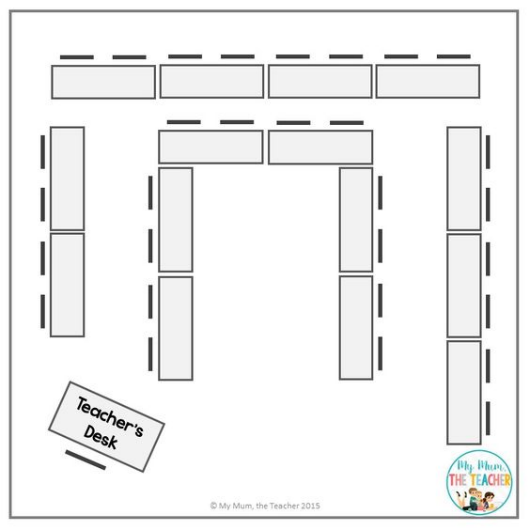 Teacher's
Desk
My Mum,
THE TEACHER
© My Mum, the Teacher 2015